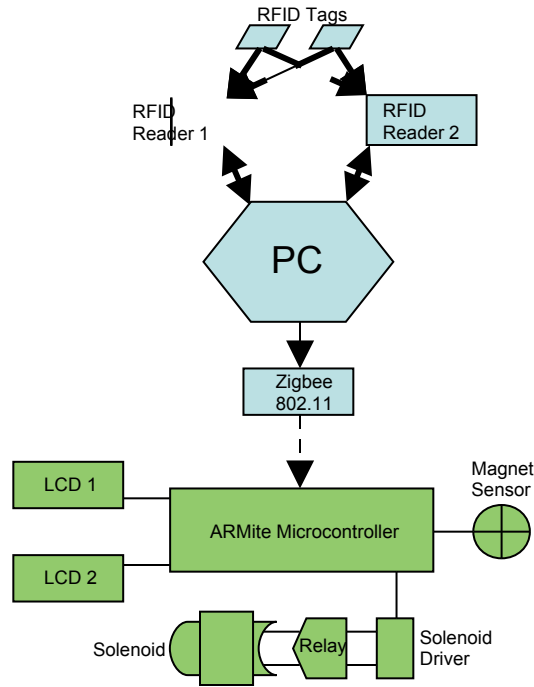 RFID Tags
RFID
Reader 1
RFID
Reader 2
PC
Zigbee
802.11
LCD 1
ARMite Microcontroller
Magnet
Sensor
LCD 2
Solenoid
Relay
Solenoid
Driver